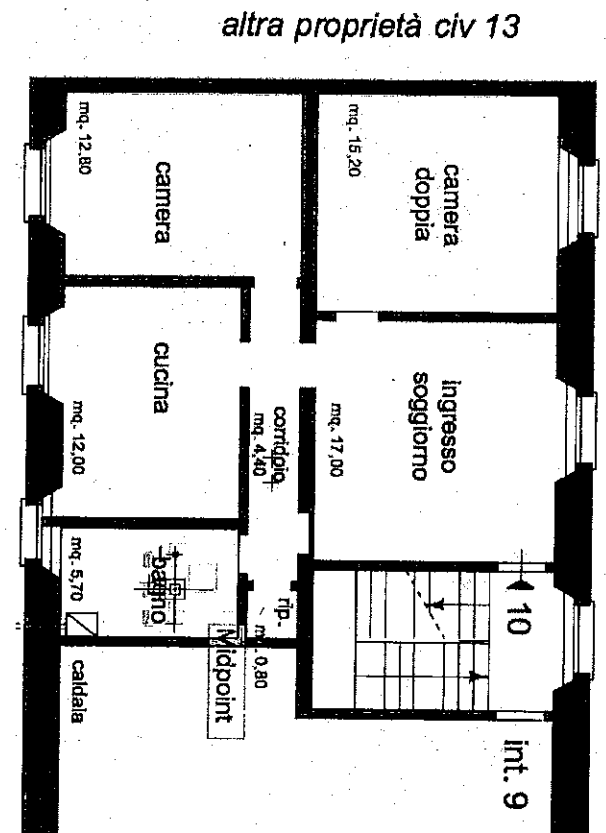 altra proprietà civ 13
mq. 12,80
camera
mq. 15,20
camera
doppia
cucina
mq. 12,00
corridoio
mq. 4,40
mq. 17,00
ingresso
soggiorno
mq. 5,70
bagno
rip.
mq. 0,80
Midpoint
caldaia
10
int. 9